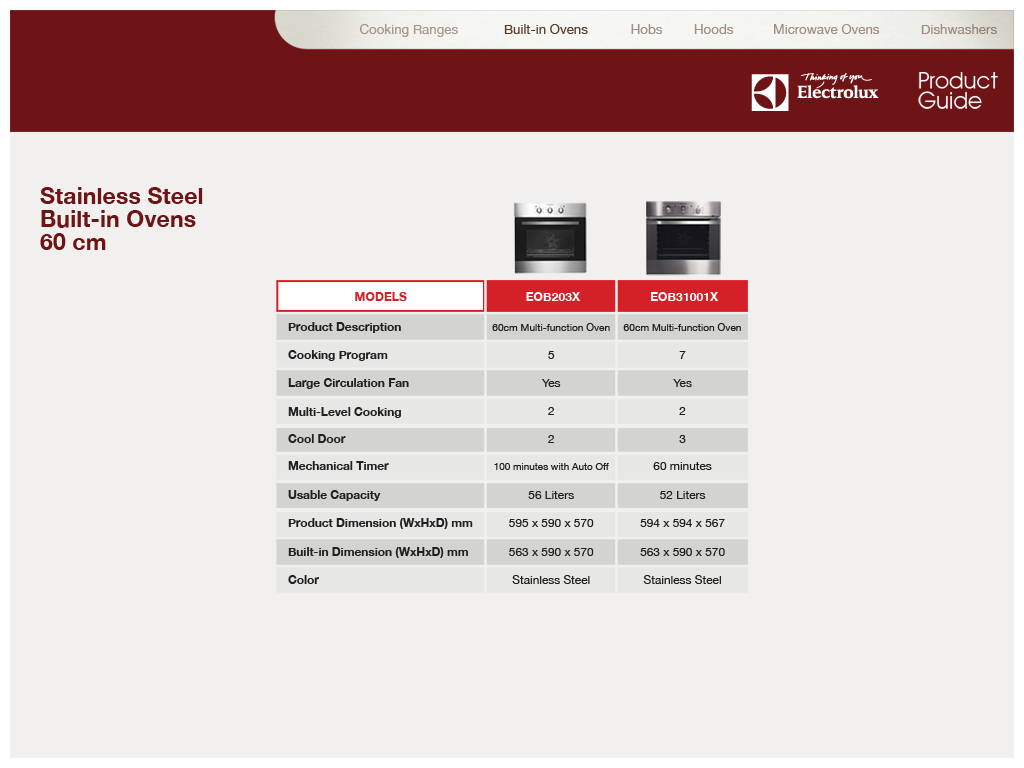 Cooking Ranges Built-in Ovens Hobs Hoods Microwave Ovens Dishwashers
Thinking of you
Electrolux
Product
Guide
Stainless Steel
Built-in Ovens
60 cm
MODELS EOB203X EOB31001X
Product Description 60cm Multi-function Oven 60cm Multi-function Oven
Cooking Program 5 7
Large Circulation Fan Yes Yes
Multi-Level Cooking 2 2
Cool Door 2 3
Mechanical Timer 100 minutes with Auto Off 60 minutes
Usable Capacity 56 Liters 52 Liters
Product Dimension (WxHxD) mm 595 x 590 x 570 594 x 594 x 567
Built-in Dimension (WxHxD) mm 563 x 590 x 570 563 x 590 x 570
Color Stainless Steel Stainless Steel